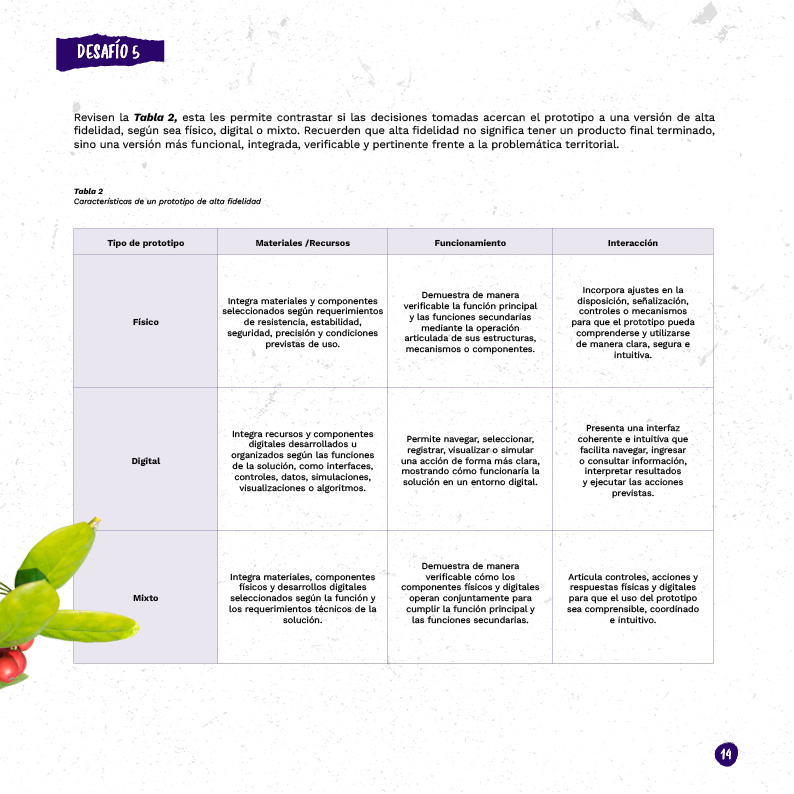 DESAFÍO 5
Revisen la Tabla 2, esta les permite contrastar si las decisiones tomadas acercan el prototipo a una versión de alta
fidelidad, según sea físico, digital o mixto. Recuerden que alta fidelidad no significa tener un producto final terminado,
sino una versión más funcional, integrada, verificable y pertinente frente a la problemática territorial.
Tabla 2
Características de un prototipo de alta fidelidad
Tipo de prototipo
Materiales /Recursos
Funcionamiento
Interacción
Físico
Integra materiales y componentes
seleccionados según requerimientos
de resistencia, estabilidad,
seguridad, precisión y condiciones
previstas de uso.
Demuestra de manera
verificable la función principal
y las funciones secundarias
mediante la operación
articulada de sus estructuras,
mecanismos o componentes.
Incorpora ajustes en la
disposición, señalización,
controles o mecanismos
para que el prototipo pueda
comprenderse y utilizarse
de manera clara, segura e
intuitiva.
Digital
Integra recursos y componentes
digitales desarrollados u
organizados según las funciones
de la solución, como interfaces,
controles, datos, simulaciones,
visualizaciones o algoritmos.
Permite navegar, seleccionar,
registrar, visualizar o simular
una acción de forma más clara,
mostrando cómo funcionaría la
solución en un entorno digital.
Presenta una interfaz
coherente e intuitiva que
facilita navegar, ingresar
o consultar información,
interpretar resultados
y ejecutar las acciones
previstas.
Mixto
Integra materiales, componentes
físicos y desarrollos digitales
seleccionados según la función y
los requerimientos técnicos de la
solución.
Demuestra de manera
verificable cómo los
componentes físicos y digitales
operan conjuntamente para
cumplir la función principal y
las funciones secundarias.
Articula controles, acciones y
respuestas físicas y digitales
para que el uso del prototipo
sea comprensible, coordinado
e intuitivo.
14